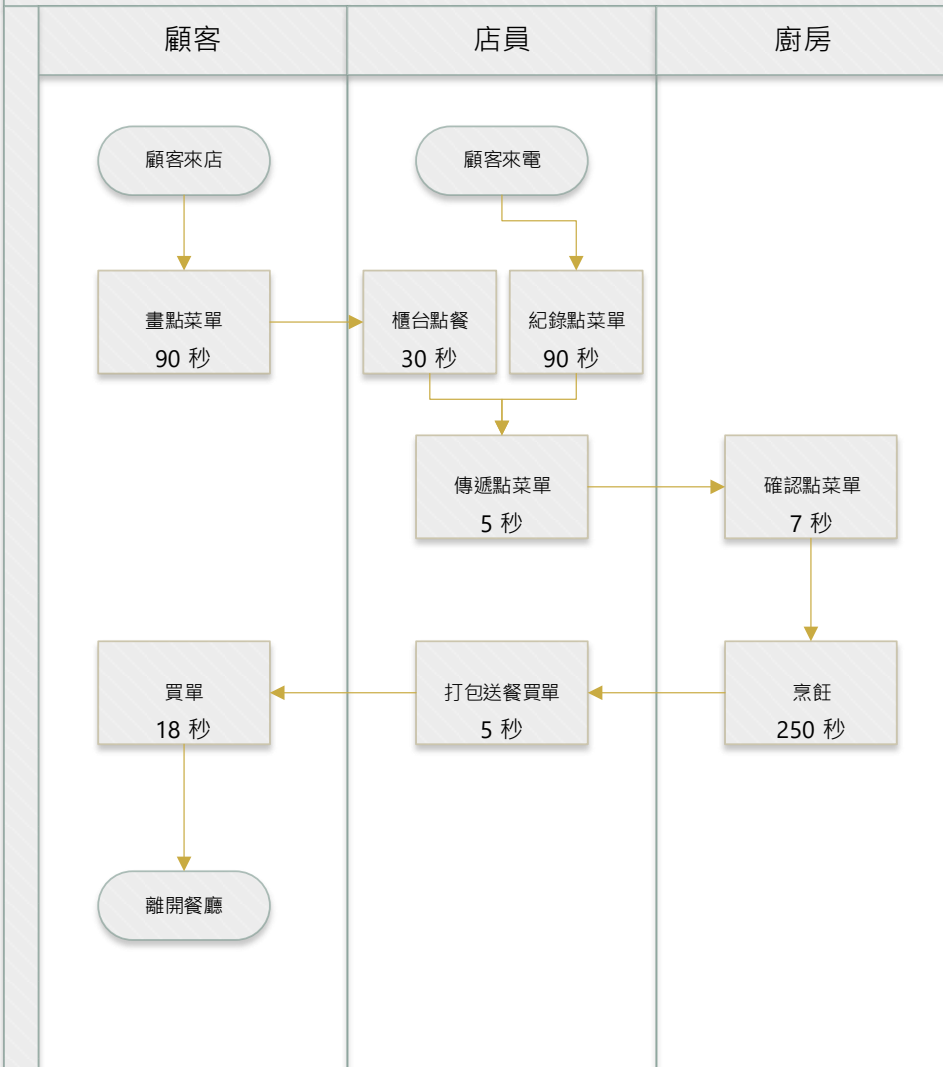 顧客
店員
廚房
顧客來店
顧客來電
畫點菜單
90 秒
櫃台點餐
30 秒
紀錄點菜單
90 秒
傳遞點菜單
5 秒
確認點菜單
7 秒
買單
18 秒
打包送餐買單
5 秒
烹飪
250 秒
離開餐廳